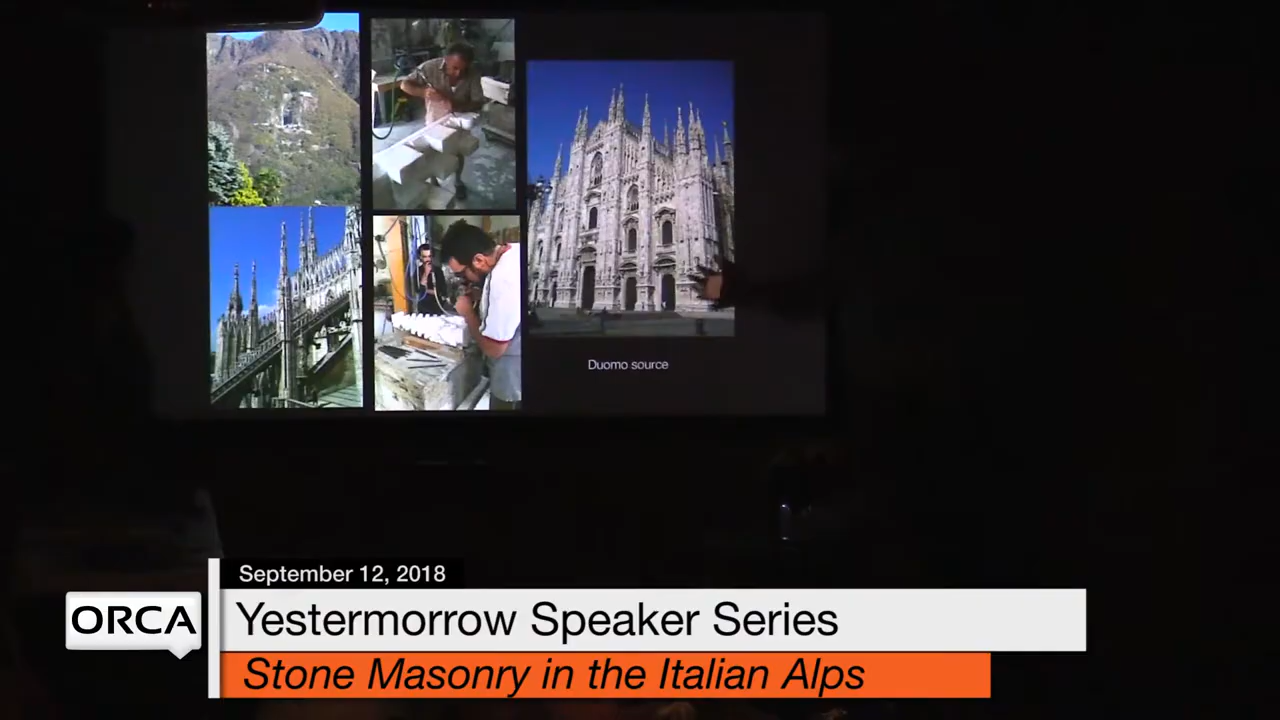 Duomo source
September 12, 2018
ORCA
Yestermorrow Speaker Series
Stone Masonry in the Italian Alps